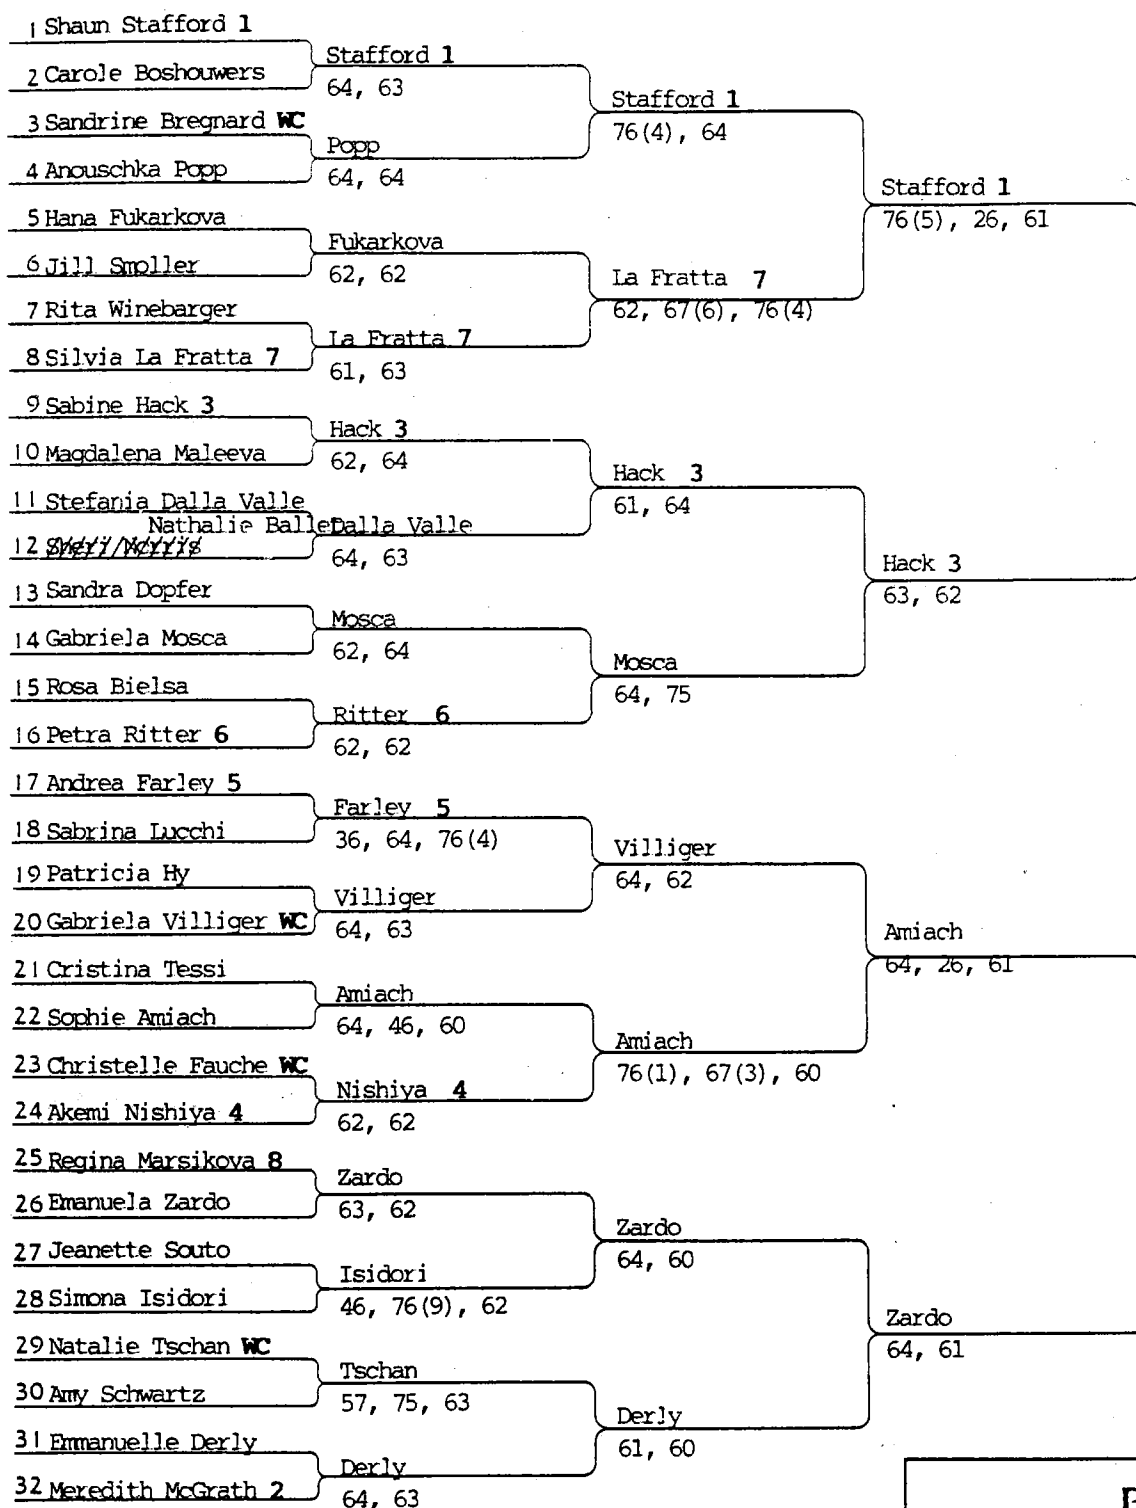 1 Shaun Stafford 1
2 Carole Boshouwers
3 Sandrine Bregnard WC
4 Anouschka Popp
5 Hana Fukarkova
6 Jill Smoller
7 Rita Winebarger
8 Silvia La Fratta 7
9 Sabine Hack 3
10 Magdalena Maleeva
11 Stefania Dalla Valle
Nathalie Ballet
12 Sheri Norris
13 Sandra Dopfer
14 Gabriela Mosca
15 Rosa Bielsa
16 Petra Ritter 6
17 Andrea Farley 5
18 Sabrina Lucchi
19 Patricia Hy
20 Gabriela Villiger WC
21 Cristina Tessi
22 Sophie Amiach
23 Christelle Fauche WC
24 Akemi Nishiya 4
25 Regina Marsikova 8
26 Emanuela Zardo
27 Jeanette Souto
28 Simona Isidori
29 Natalie Tschan WC
30 Amy Schwartz
31 Emmanuelle Derly
32 Meredith McGrath 2
Stafford 1
64, 63
Popp
64, 64
Fukarkova
62, 62
La Fratta 7
61, 63
Hack 3
62, 64
Dalla Valle
64, 63
Mosca
62, 64
Ritter 6
62, 62
Farley 5
36, 64, 76(4)
Villiger
64, 63
Amiach
64, 46, 60
Nishiya 4
62, 62
Zardo
63, 62
Isidori
46, 76(9), 62
Tschan
57, 75, 63
Derly
64, 63
Stafford 1
76(4), 64
La Fratta 7
62, 67(6), 76(4)
Hack 3
61, 64
Mosca
64, 75
Villiger
64, 62
Amiach
76(1), 67(3), 60
Zardo
64, 60
Derly
61, 60
Stafford 1
76(5), 26, 61
Hack 3
63, 62
Amiach
64, 26, 61
Zardo
64, 61